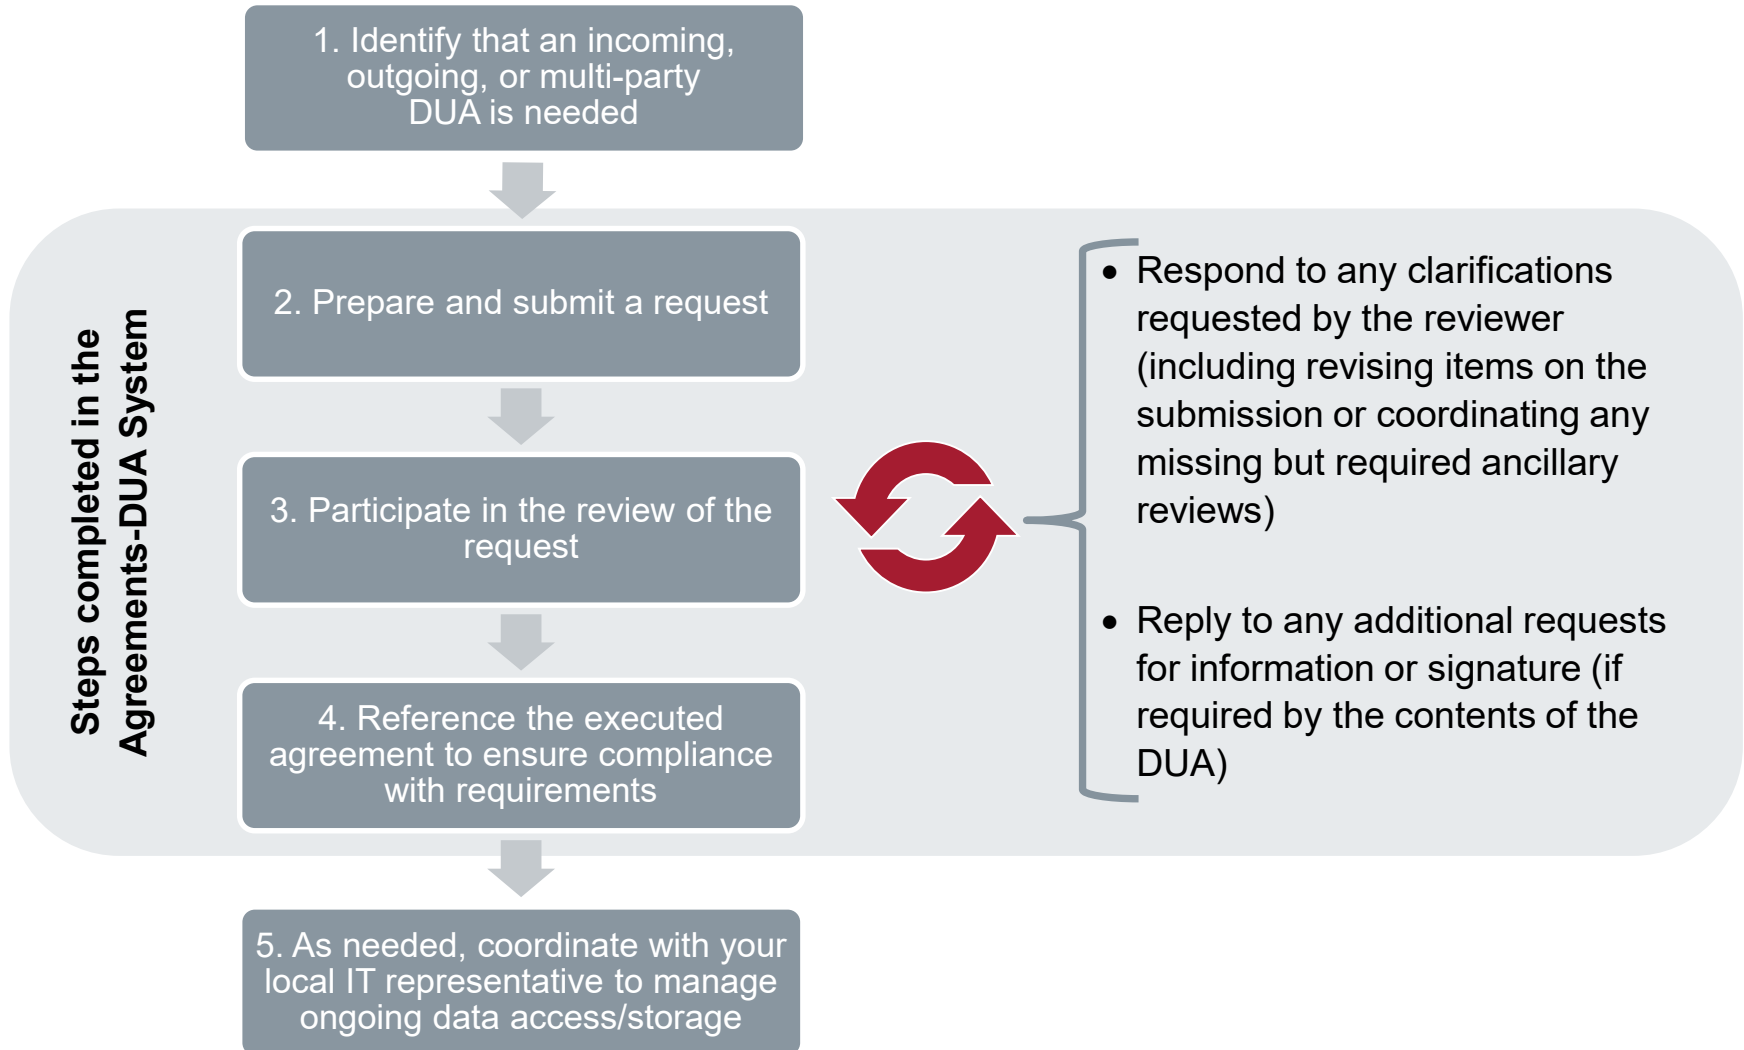 1. Identify that an incoming,
outgoing, or multi-party
DUA is needed
Steps completed in the
Agreements-DUA System
2. Prepare and submit a request
3. Participate in the review of the
request
4. Reference the executed
agreement to ensure compliance
with requirements
• Respond to any clarifications
requested by the reviewer
(including revising items on the
submission or coordinating any
missing but required ancillary
reviews)
• Reply to any additional requests
for information or signature (if
required by the contents of the
DUA)
5. As needed, coordinate with your
local IT representative to manage
ongoing data access/storage